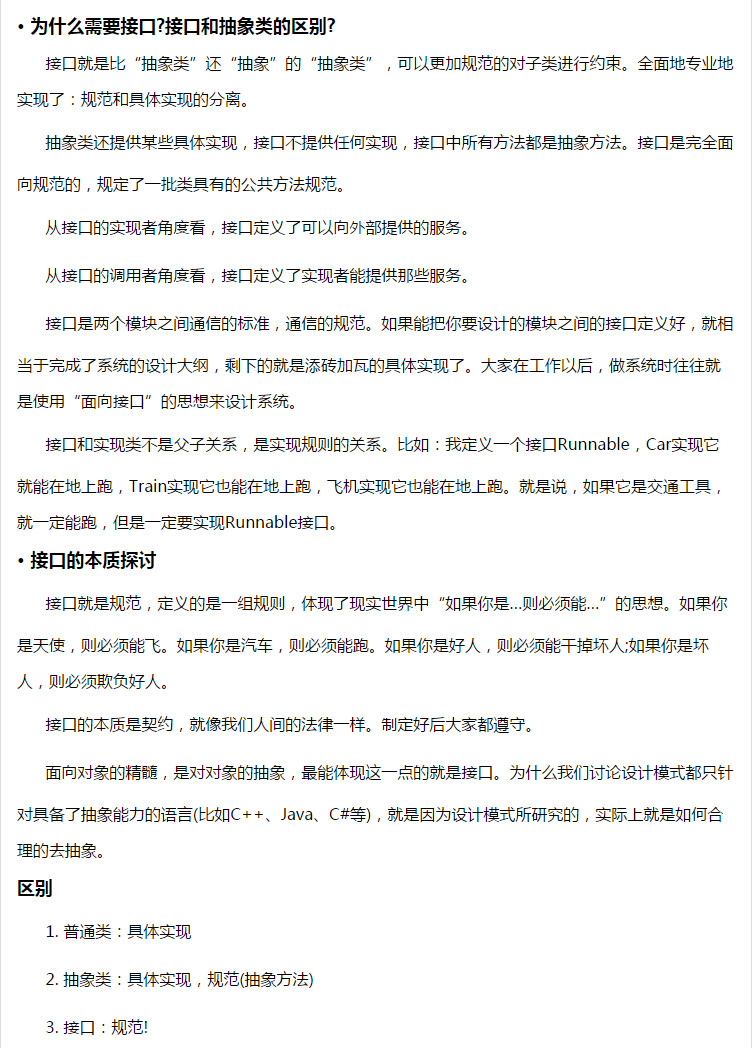 • 为什么需要接口?接口和抽象类的区别?
接口就是比“抽象类”还“抽象”的“抽象类”，可以更加规范的对子类进行约束。全面地专业地
实现了：规范和具体实现的分离。
抽象类还提供某些具体实现，接口不提供任何实现，接口中所有方法都是抽象方法。接口是完全面
向规范的，规定了一批类具有的公共方法规范。
从接口的实现者角度看，接口定义了可以向外部提供的服务。
从接口的调用者角度看，接口定义了实现者能提供那些服务。
接口是两个模块之间通信的标准，通信的规范。如果能把你要设计的模块之间的接口定义好，就相
当于完成了系统的设计大纲，剩下的就是添砖加瓦的具体实现了。大家在工作以后，做系统时往往就
是使用“面向接口”的思想来设计系统。
接口和实现类不是父子关系，是实现规则的关系。比如：我定义一个接口Runnable，Car实现它
就能在地上跑，Train实现它也能在地上跑，飞机实现它也能在地上跑。就是说，如果它是交通工具，
就一定能跑，但是一定要实现Runnable接口。
• 接口的本质探讨
接口就是规范，定义的是一组规则，体现了现实世界中“如果你是...则必须能...”的思想。如果你
是天使，则必须能飞。如果你是汽车，则必须能跑。如果你是好人，则必须能干掉坏人;如果你是坏
人，则必须欺负好人。
接口的本质是契约，就像我们人间的法律一样。制定好后大家都遵守。
面向对象的精髓，是对对象的抽象，最能体现这一点的就是接口。为什么我们讨论设计模式都只针
对具备了抽象能力的语言(比如C++、Java、C#等)，就是因为设计模式所研究的，实际上就是如何合
理的去抽象。
区别
1. 普通类：具体实现
2. 抽象类：具体实现，规范(抽象方法)
3. 接口：规范!